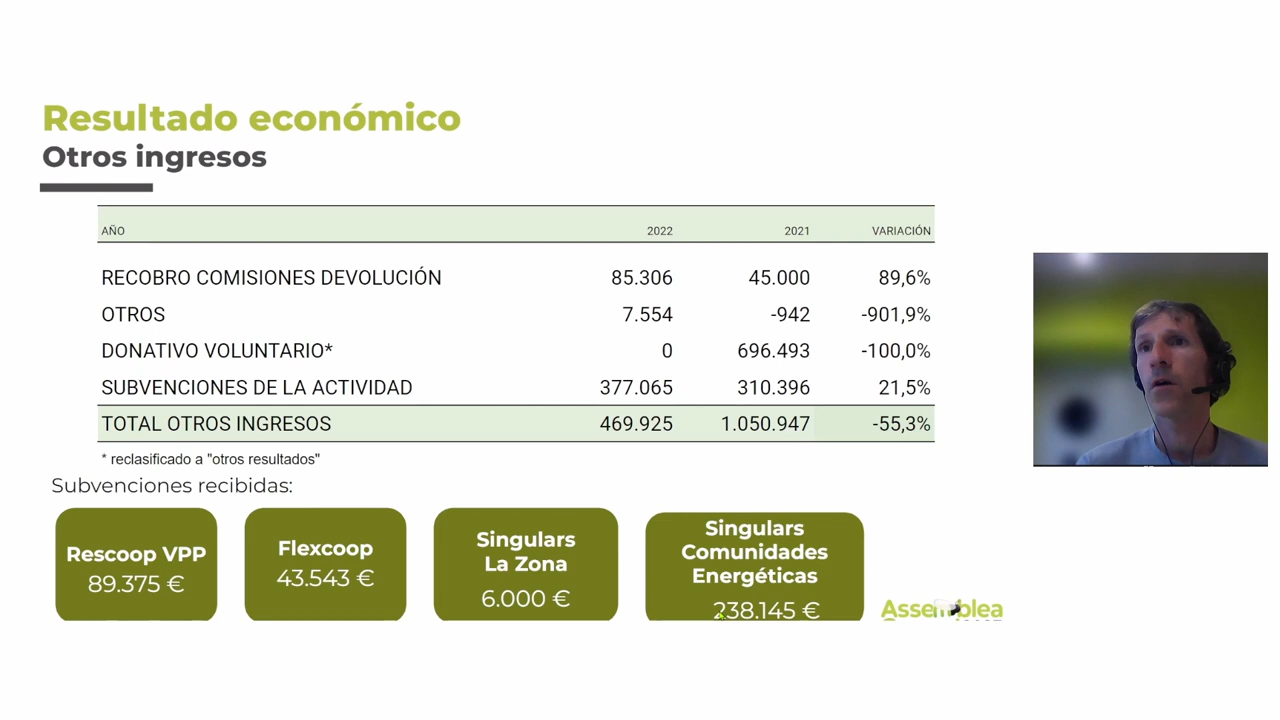 Resultado económico
Otros ingresos
AÑO 2022 2021 VARIACIÓN
RECOBRO COMISIONES DEVOLUCIÓN 85.306 45.000 89,6%
OTROS 7.554 -942 -901,9%
DONATIVO VOLUNTARIO* 0 696.493 -100,0%
SUBVENCIONES DE LA ACTIVIDAD 377.065 310.396 21,5%
TOTAL OTROS INGRESOS 469.925 1.050.947 -55,3%
* reclasificado a "otros resultados"
Subvenciones recibidas:
Rescoop VPP
89.375 €
Flexcoop
43.543 €
Singulars
La Zona
6.000 €
Singulars
Comunidades
Energéticas
238.145 €
Assemblea